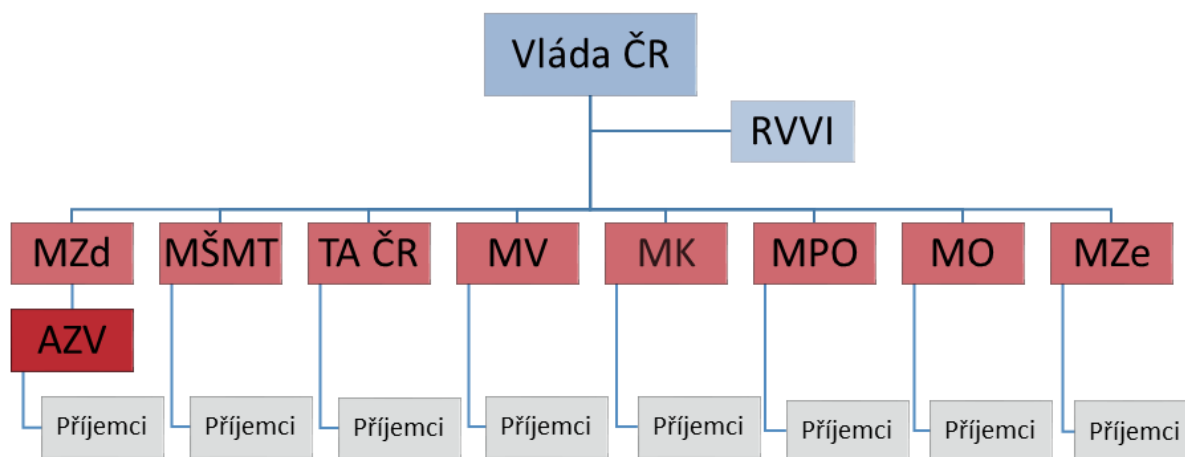 Vláda ČR
RVVI
MZd
MŠMT
TA ČR
MV
MK
MPO
MO
MZe
AZV
Příjemci
Příjemci
Příjemci
Příjemci
Příjemci
Příjemci
Příjemci
Příjemci